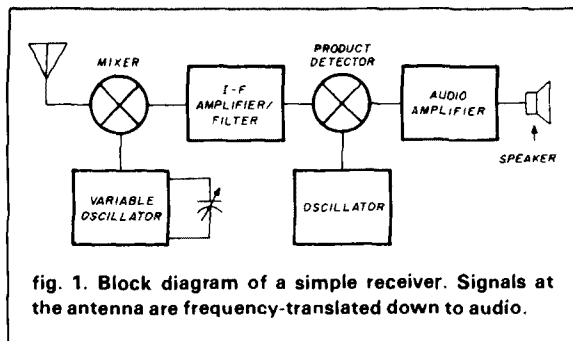 MIXER
I-F
AMPLIFIER/
FILTER
PRODUCT
DETECTOR
AUDIO
AMPLIFIER
SPEAKER
VARIABLE
OSCILLATOR
OSCILLATOR
fig. 1. Block diagram of a simple receiver. Signals at
the antenna are frequency-translated down to audio.